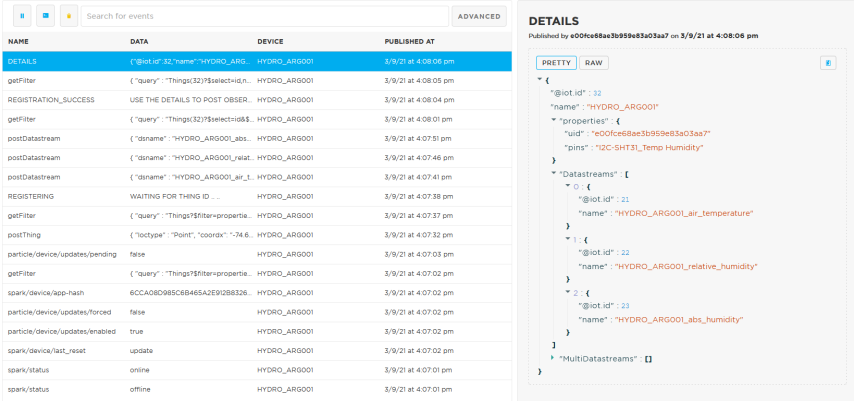 Search for events
ADVANCED
NAME DATA DEVICE PUBLISHED AT
DETAILS {"@iot.id":32,"name":"HYDRO_ARG... HYDRO_ARG001 3/9/21 at 4:08:06 pm
getFilter { "query" : "Things(32)?$select=id,n... HYDRO_ARG001 3/9/21 at 4:08:05 pm
REGISTRATION_SUCCESS USE THE DETAILS TO POST OBSER... HYDRO_ARG001 3/9/21 at 4:08:04 pm
getFilter { "query" : "Things(32)?$select=id&$... HYDRO_ARG001 3/9/21 at 4:08:01 pm
postDatastream { "dsname" : "HYDRO_ARG001_abs... HYDRO_ARG001 3/9/21 at 4:07:51 pm
postDatastream { "dsname" : "HYDRO_ARG001_relat... HYDRO_ARG001 3/9/21 at 4:07:46 pm
postDatastream { "dsname" : "HYDRO_ARG001_air_t... HYDRO_ARG001 3/9/21 at 4:07:41 pm
REGISTERING WAITING FOR THING ID ... ... HYDRO_ARG001 3/9/21 at 4:07:38 pm
getFilter { "query" : "Things?$filter=propertie... HYDRO_ARG001 3/9/21 at 4:07:37 pm
postThing { "loctype" : "Point", "coordx": "-74.6... HYDRO_ARG001 3/9/21 at 4:07:32 pm
particle/device/updates/pending false HYDRO_ARG001 3/9/21 at 4:07:03 pm
getFilter { "query" : "Things?$filter=propertie... HYDRO_ARG001 3/9/21 at 4:07:02 pm
spark/device/app-hash 6CCA08D985C6B465A2E912B8326... HYDRO_ARG001 3/9/21 at 4:07:02 pm
particle/device/updates/forced false HYDRO_ARG001 3/9/21 at 4:07:02 pm
particle/device/updates/enabled true HYDRO_ARG001 3/9/21 at 4:07:02 pm
spark/device/last_reset update HYDRO_ARG001 3/9/21 at 4:07:02 pm
spark/status online HYDRO_ARG001 3/9/21 at 4:07:01 pm
spark/status offline HYDRO_ARG001 3/9/21 at 4:07:01 pm
DETAILS
Published by e00fce68ae3b959e83a03aa7 on 3/9/21 at 4:08:06 pm
PRETTY RAW
{
"@iot.id" : 32
"name" : "HYDRO_ARG001"
"properties" : {
"uid" : "e00fce68ae3b959e83a03aa7"
"pins" : "I2C-SHT31_Temp Humidity"
}
"Datastreams" : [
0 : {
"@iot.id" : 21
"name" : "HYDRO_ARG001_air_temperature"
}
1 : {
"@iot.id" : 22
"name" : "HYDRO_ARG001_relative_humidity"
}
2 : {
"@iot.id" : 23
"name" : "HYDRO_ARG001_abs_humidity"
}
]
"MultiDatastreams" : []
}